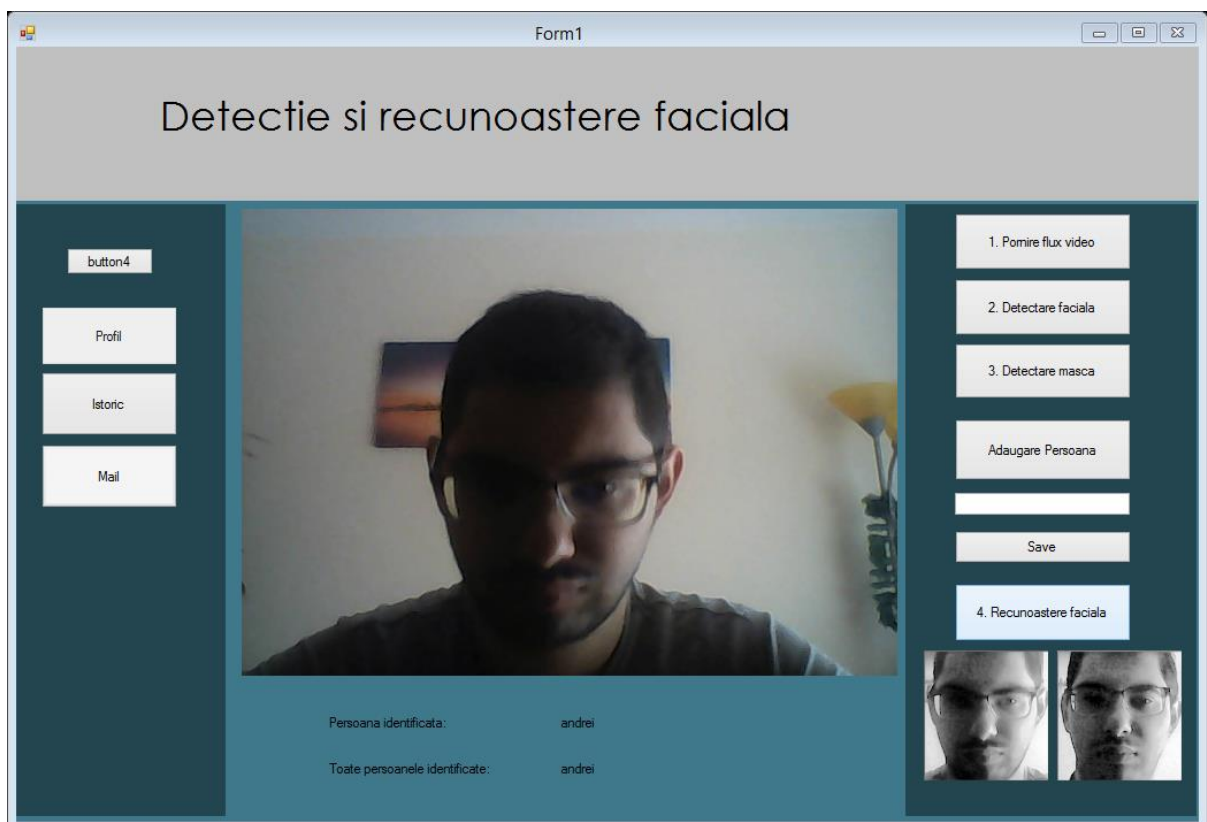 Form1
Detectie si recunoastere faciala
button4
Profil
Istoric
Mail
1. Pornire flux video
2. Detectare faciala
3. Detectare masca
Adaugare Persoana
Save
4. Recunoastere faciala
Persoana identificata: andrei
Toate persoanele identificate: andrei